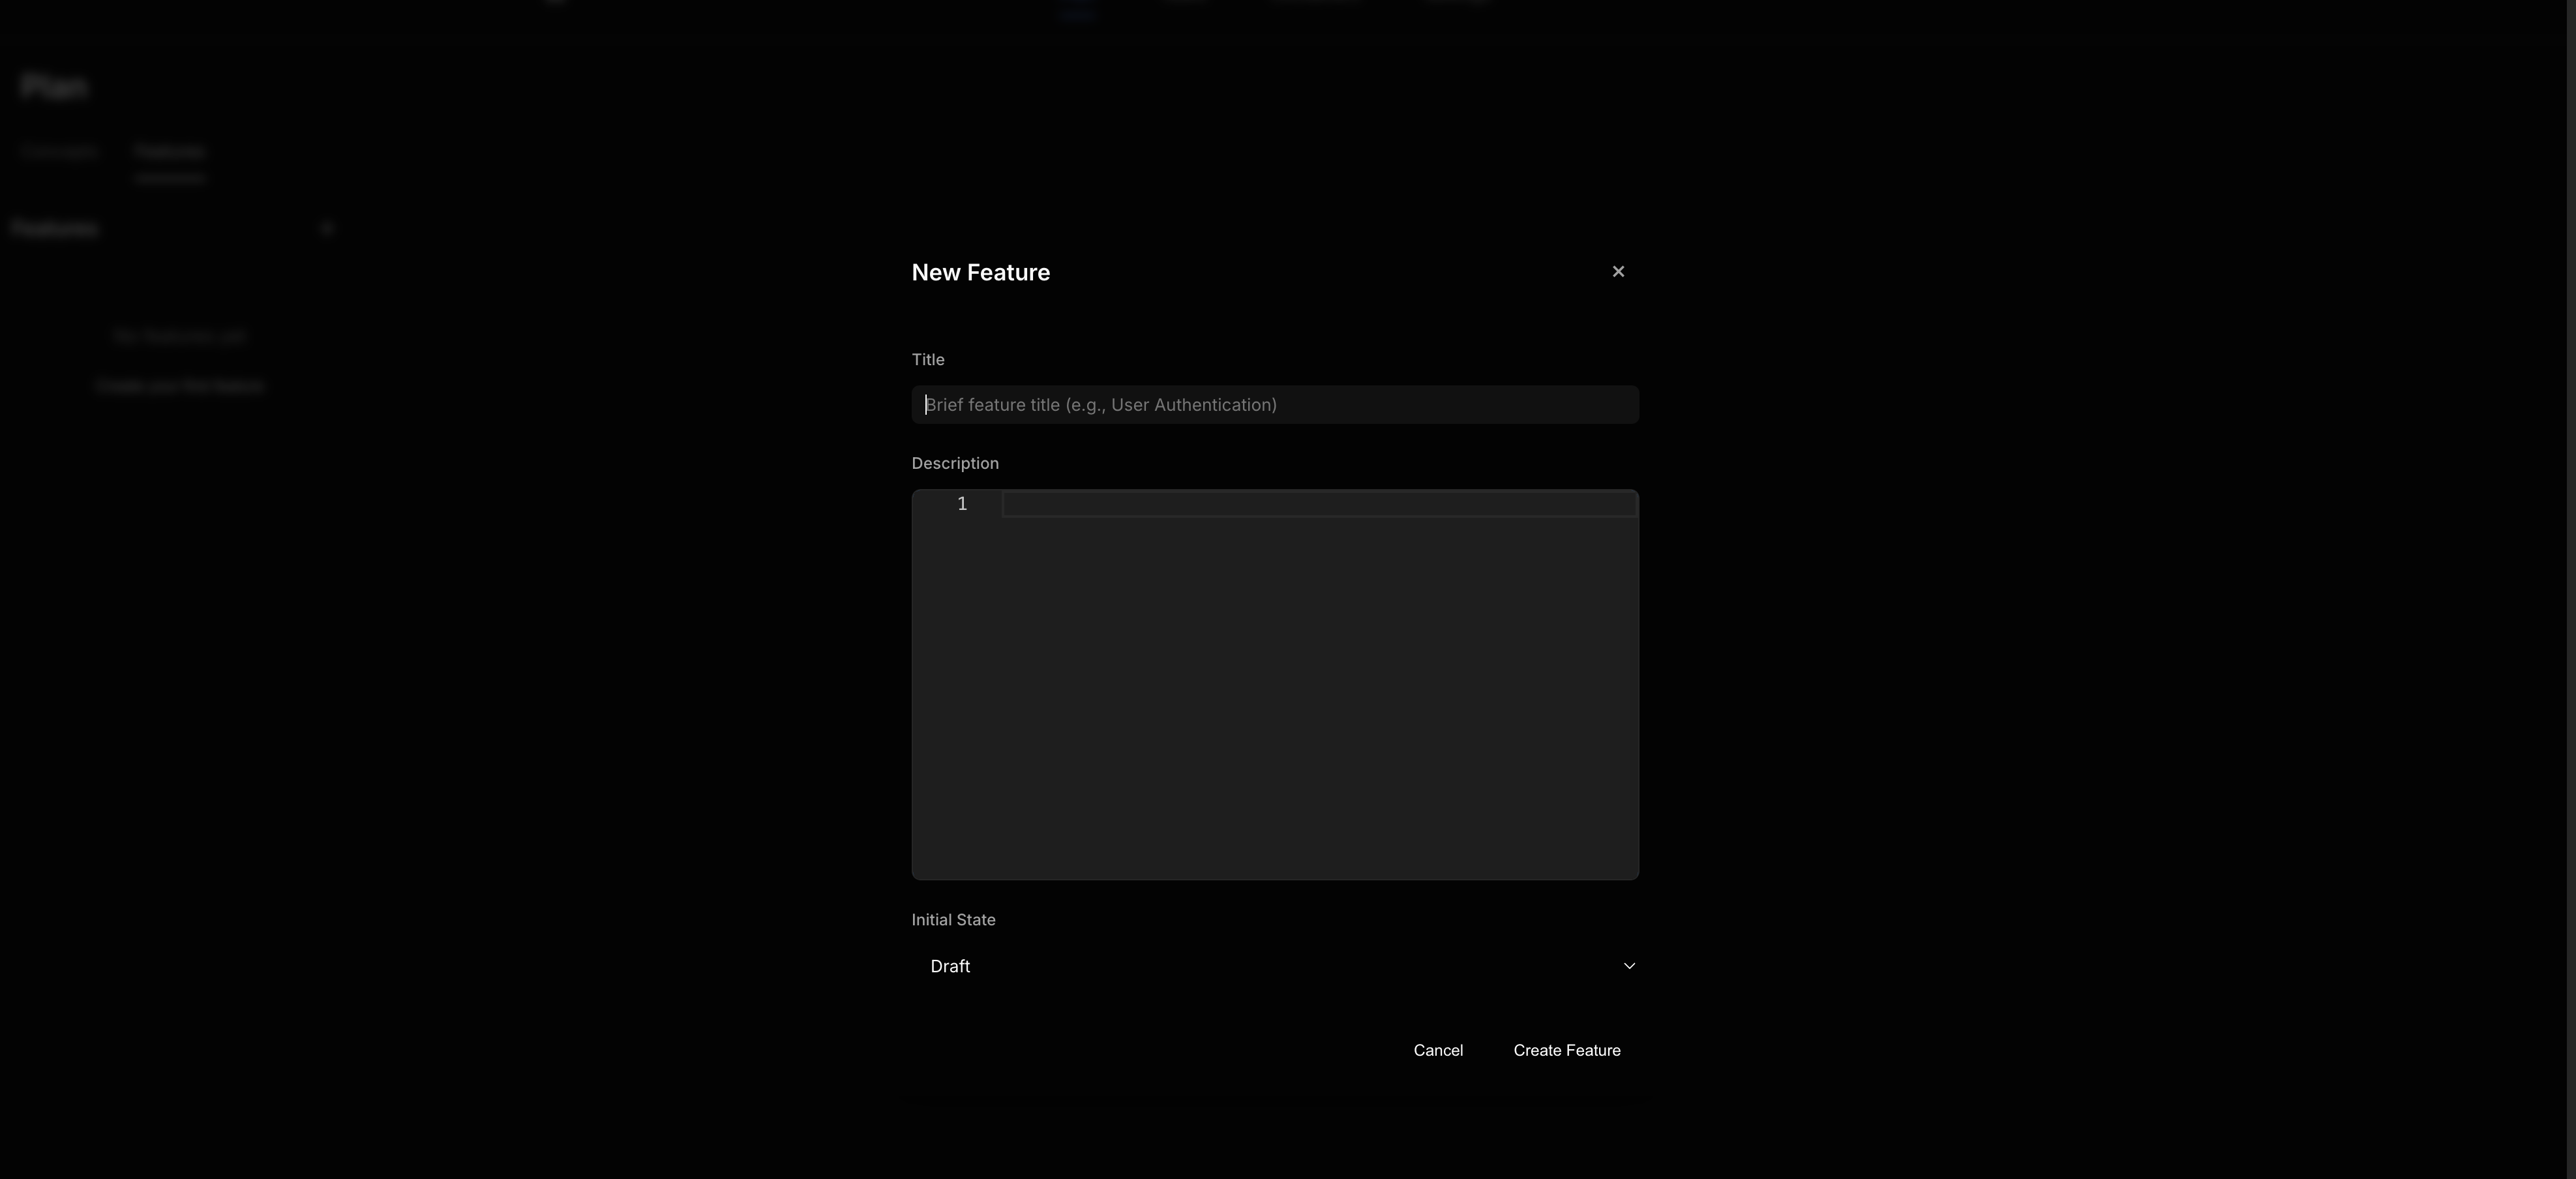 Plan
Features
Features
No features yet
Create your first feature
New Feature
Title
Brief feature title (e.g., User Authentication)
Description
1
Initial State
Draft
Cancel
Create Feature